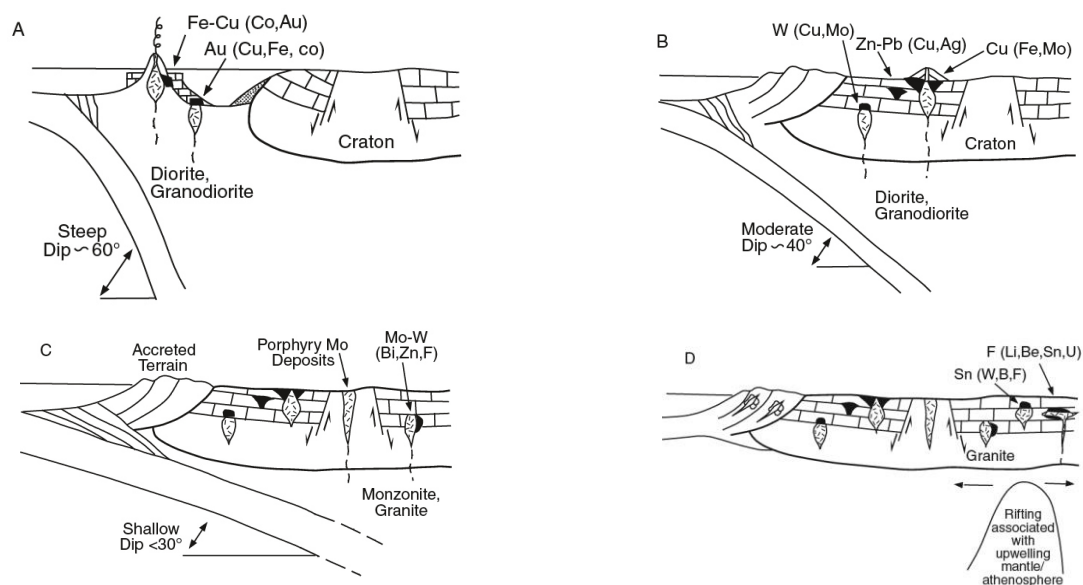 A
Fe-Cu (Co,Au)
Au (Cu,Fe, co)
Craton
Diorite,
Granodiorite
Steep
Dip ∽ 60°
B
W (Cu,Mo)
Zn-Pb (Cu,Ag)
Cu (Fe,Mo)
Craton
Diorite,
Granodiorite
Moderate
Dip ∽ 40°
C
Accreted
Terrain
Porphyry Mo
Deposits
Mo-W
(Bi,Zn,F)
Monzonite,
Granite
Shallow
Dip <30°
D
F (Li,Be,Sn,U)
Sn (W,B,F)
Granite
Rifting
associated
with
upwelling
mantle/
athenosphere